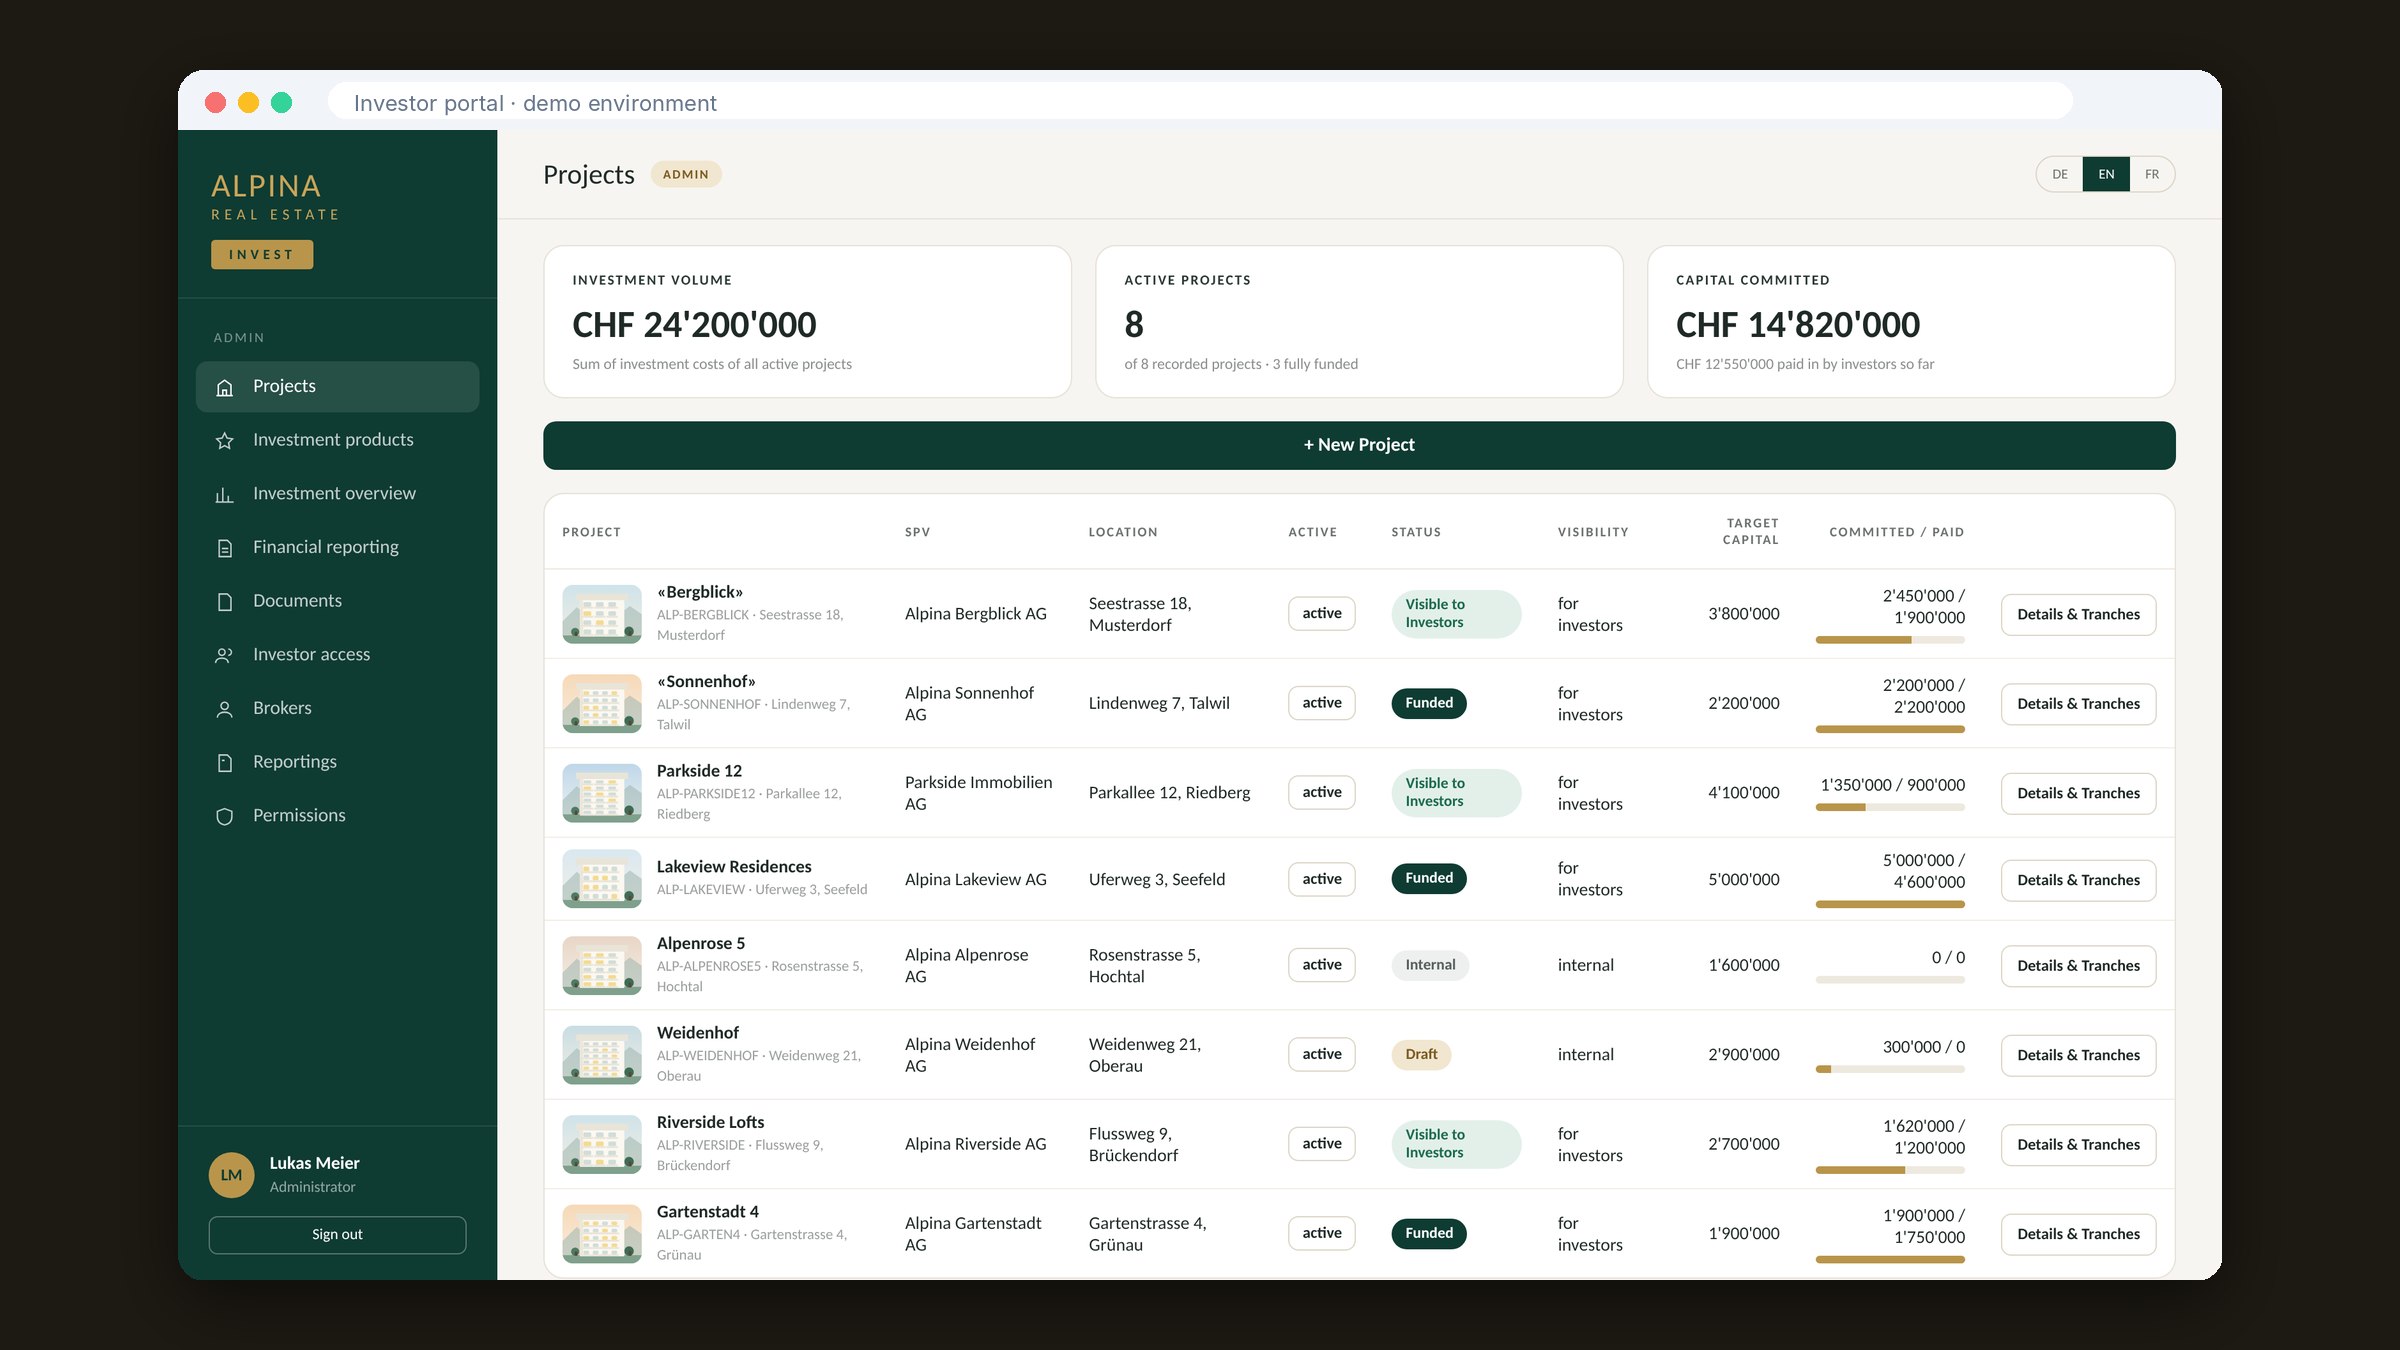 Investor portal · demo environment
ALPINA
REAL ESTATE
INVEST
ADMIN
Projects
Investment products
Investment overview
Financial reporting
Documents
Investor access
Brokers
Reportings
Permissions
LM
Lukas Meier
Administrator
Sign out
Projects
ADMIN
DE EN FR
INVESTMENT VOLUME
CHF 24'200'000
Sum of investment costs of all active projects
ACTIVE PROJECTS
8
of 8 recorded projects · 3 fully funded
CAPITAL COMMITTED
CHF 14'820'000
CHF 12'550'000 paid in by investors so far
+ New Project
PROJECT
SPV
LOCATION
ACTIVE
STATUS
VISIBILITY
TARGET
CAPITAL
COMMITTED / PAID
«Bergblick»
ALP-BERGBLICK · Seestrasse 18,
Musterdorf
Alpina Bergblick AG
Seestrasse 18,
Musterdorf
active
Visible to
Investors
for
investors
3'800'000
2'450'000 /
1'900'000
Details & Tranches
«Sonnenhof»
ALP-SONNENHOF · Lindenweg 7,
Talwil
Alpina Sonnenhof
AG
Lindenweg 7, Talwil
active
Funded
for
investors
2'200'000
2'200'000 /
2'200'000
Details & Tranches
Parkside 12
ALP-PARKSIDE12 · Parkallee 12,
Riedberg
Parkside Immobilien
AG
Parkallee 12, Riedberg
active
Visible to
Investors
for
investors
4'100'000
1'350'000 / 900'000
Details & Tranches
Lakeview Residences
ALP-LAKEVIEW · Uferweg 3, Seefeld
Alpina Lakeview AG
Uferweg 3, Seefeld
active
Funded
for
investors
5'000'000
5'000'000 /
4'600'000
Details & Tranches
Alpenrose 5
ALP-ALPENROSE5 · Rosenstrasse 5,
Hochtal
Alpina Alpenrose
AG
Rosenstrasse 5,
Hochtal
active
Internal
internal
1'600'000
0 / 0
Details & Tranches
Weidenhof
ALP-WEIDENHOF · Weidenweg 21,
Oberau
Alpina Weidenhof
AG
Weidenweg 21,
Oberau
active
Draft
internal
2'900'000
300'000 / 0
Details & Tranches
Riverside Lofts
ALP-RIVERSIDE · Flussweg 9,
Brückendorf
Alpina Riverside AG
Flussweg 9,
Brückendorf
active
Visible to
Investors
for
investors
2'700'000
1'620'000 /
1'200'000
Details & Tranches
Gartenstadt 4
ALP-GARTEN4 · Gartenstrasse 4,
Grünau
Alpina Gartenstadt
AG
Gartenstrasse 4,
Grünau
active
Funded
for
investors
1'900'000
1'900'000 /
1'750'000
Details & Tranches